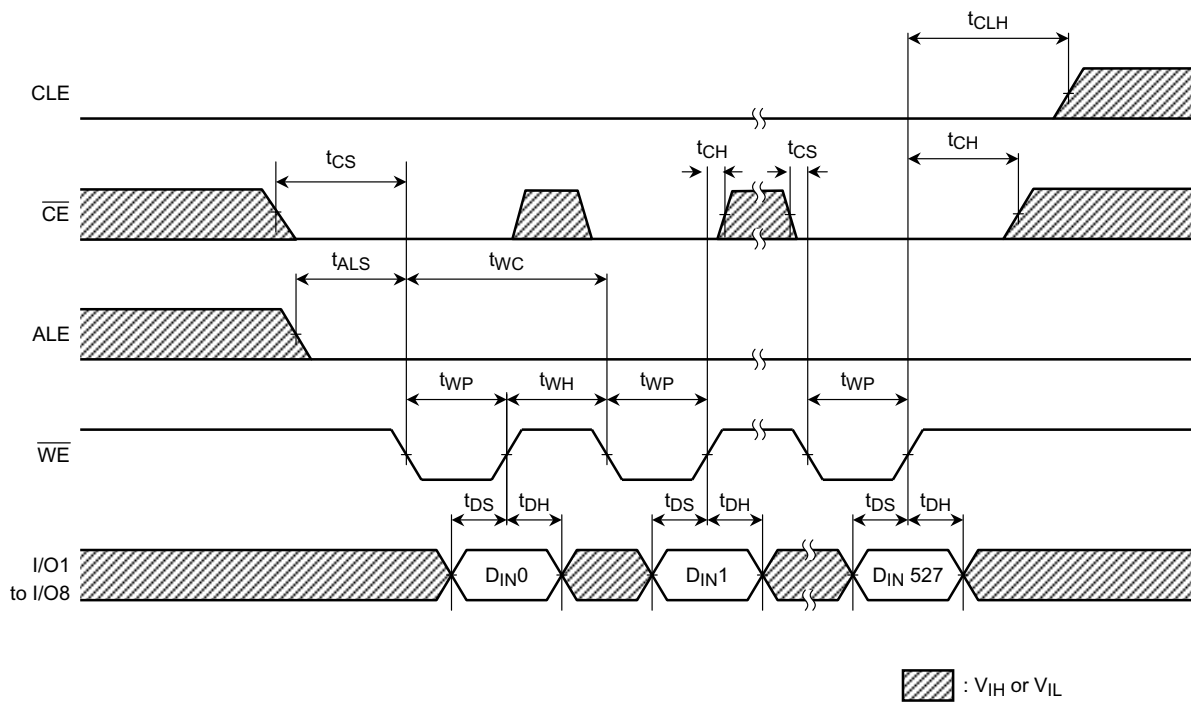 tCLH
CLE
tCS
tCH
tCS
tCH
CE
tALS
tWC
ALE
tWP
tWH
tWP
tWP
WE
tDS
tDH
tDS
tDH
tDS
tDH
I/O1
to I/O8
DIN0
DIN1
DIN 527
: VIH or VIL